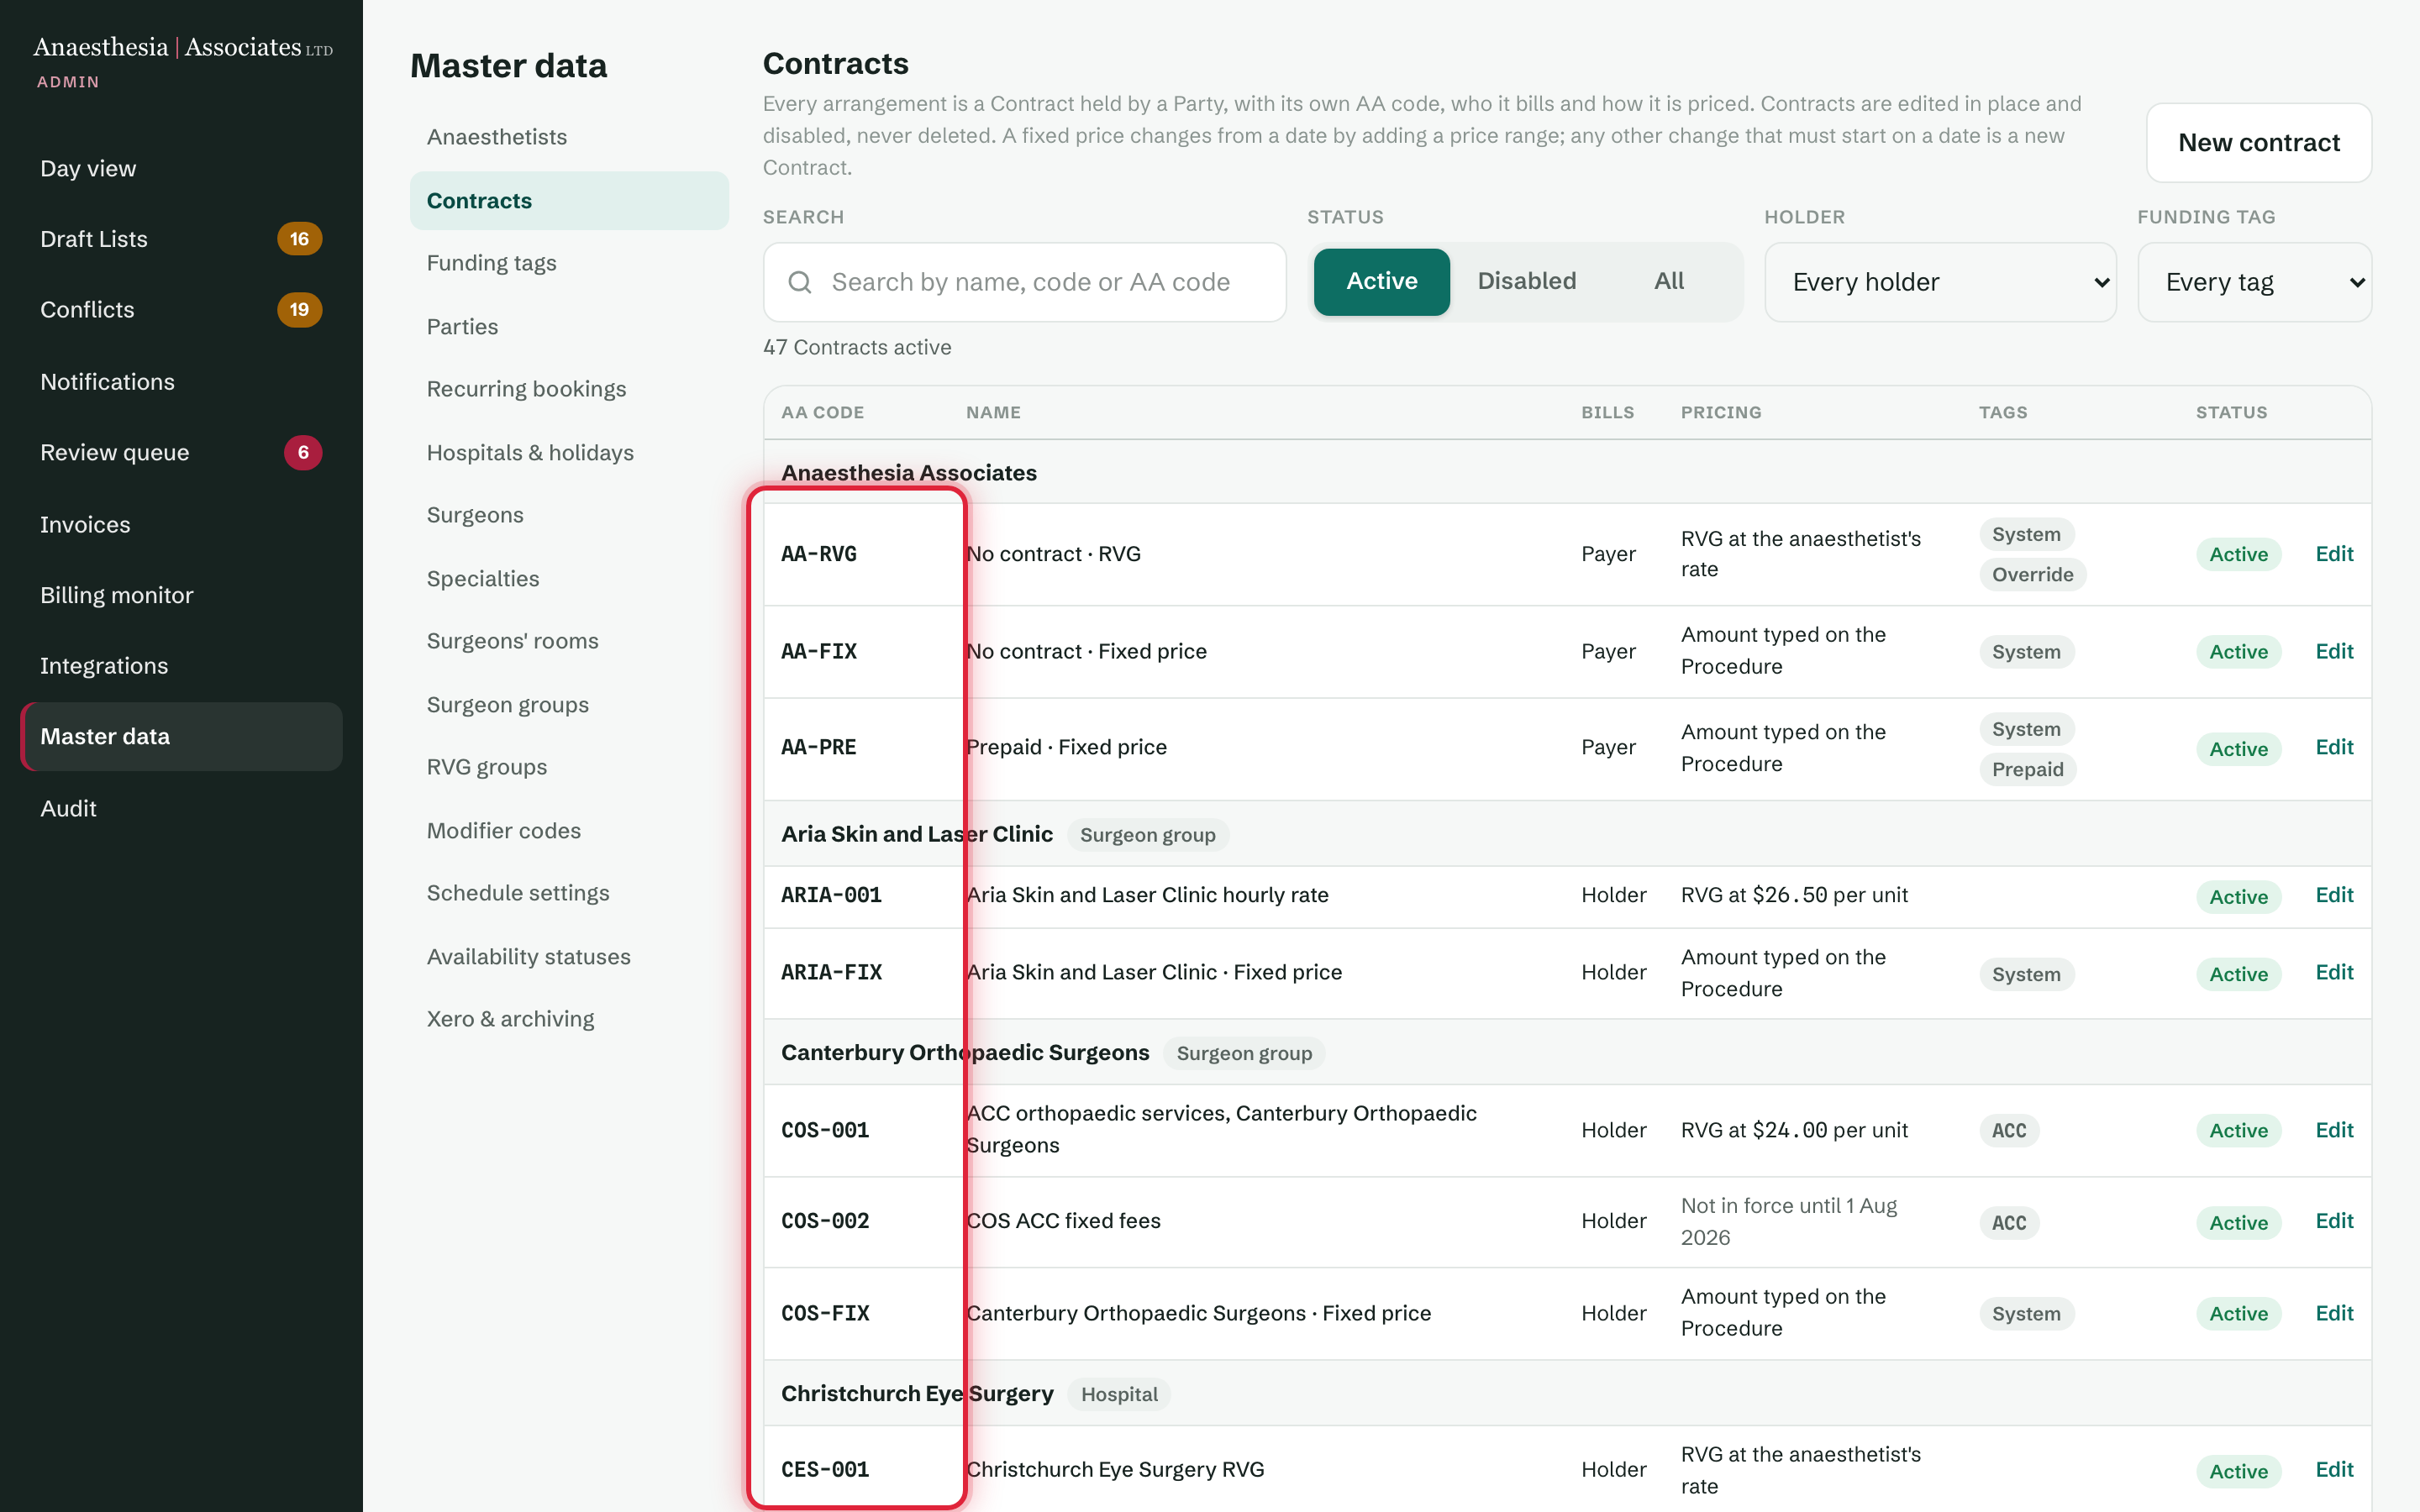 Anaesthesia | Associates LTD
ADMIN
Day view
Draft Lists 16
Conflicts 19
Notifications
Review queue 6
Invoices
Billing monitor
Integrations
Master data
Audit
Master data
Anaesthetists
Contracts
Funding tags
Parties
Recurring bookings
Hospitals & holidays
Surgeons
Specialties
Surgeons' rooms
Surgeon groups
RVG groups
Modifier codes
Schedule settings
Availability statuses
Xero & archiving
Contracts
Every arrangement is a Contract held by a Party, with its own AA code, who it bills and how it is priced. Contracts are edited in place and
disabled, never deleted. A fixed price changes from a date by adding a price range; any other change that must start on a date is a new
Contract.
New contract
SEARCH STATUS HOLDER FUNDING TAG
Search by name, code or AA code Active Disabled All Every holder Every tag
47 Contracts active
AA CODE NAME BILLS PRICING TAGS STATUS
Anaesthesia Associates
AA-RVG No contract · RVG Payer RVG at the anaesthetist's
rate System
Override Active Edit
AA-FIX No contract · Fixed price Payer Amount typed on the
Procedure System Active Edit
AA-PRE Prepaid · Fixed price Payer Amount typed on the
Procedure System
Prepaid Active Edit
Aria Skin and Laser Clinic Surgeon group
ARIA-001 Aria Skin and Laser Clinic hourly rate Holder RVG at $26.50 per unit Active Edit
ARIA-FIX Aria Skin and Laser Clinic · Fixed price Holder Amount typed on the
Procedure System Active Edit
Canterbury Orthopaedic Surgeons Surgeon group
COS-001 ACC orthopaedic services, Canterbury Orthopaedic
Surgeons Holder RVG at $24.00 per unit ACC Active Edit
COS-002 COS ACC fixed fees Holder Not in force until 1 Aug
2026 ACC Active Edit
COS-FIX Canterbury Orthopaedic Surgeons · Fixed price Holder Amount typed on the
Procedure System Active Edit
Christchurch Eye Surgery Hospital
CES-001 Christchurch Eye Surgery RVG Holder RVG at the anaesthetist's
rate Active Edit